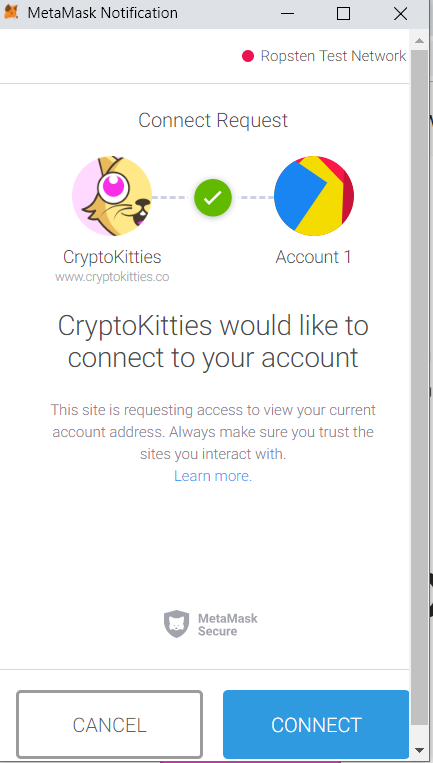 MetaMask Notification
Ropsten Test Network
Connect Request
CryptoKitties
www.cryptokitties.co
Account 1
CryptoKitties would like to
connect to your account
This site is requesting access to view your current
account address. Always make sure you trust the
sites you interact with.
Learn more.
MetaMask
Secure
CANCEL
CONNECT